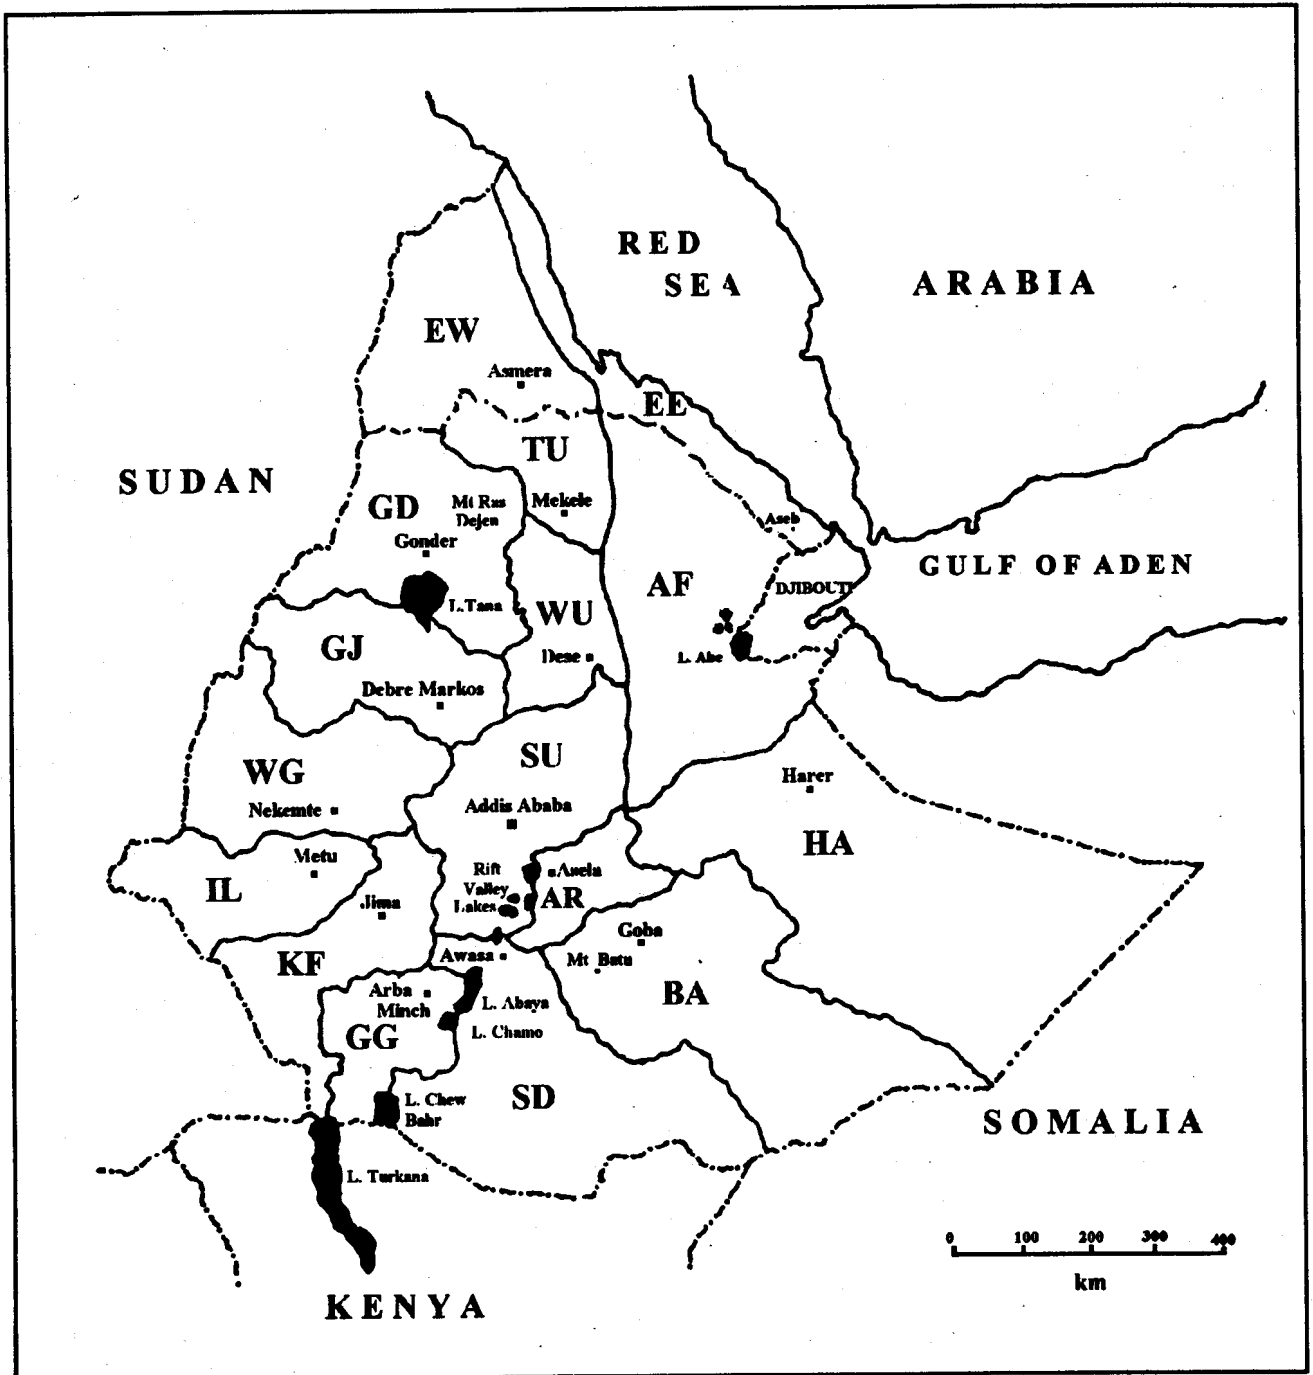 RED
SEA
ARABIA
EW
Asmera
EE
TU
SUDAN
GD
Mt Ras
Dejen
Mekele
Gonder
Aseb
GULF OF ADEN
AF
DJIBOUTI
L. Tana
WU
GJ
Dese
L. Abe
Debre Markos
SU
WG
Harer
Nekemte
Addis Ababa
HA
Metu
Rift
Valley
Lakes
Asela
IL
AR
Jima
Goba
KF
Awasa
Mt Batu
Arba
Minch
L. Abaya
BA
L. Chamo
GG
SD
L. Chew
Bahr
SOMALIA
L. Turkana
0 100 200 300 400
km
KENYA